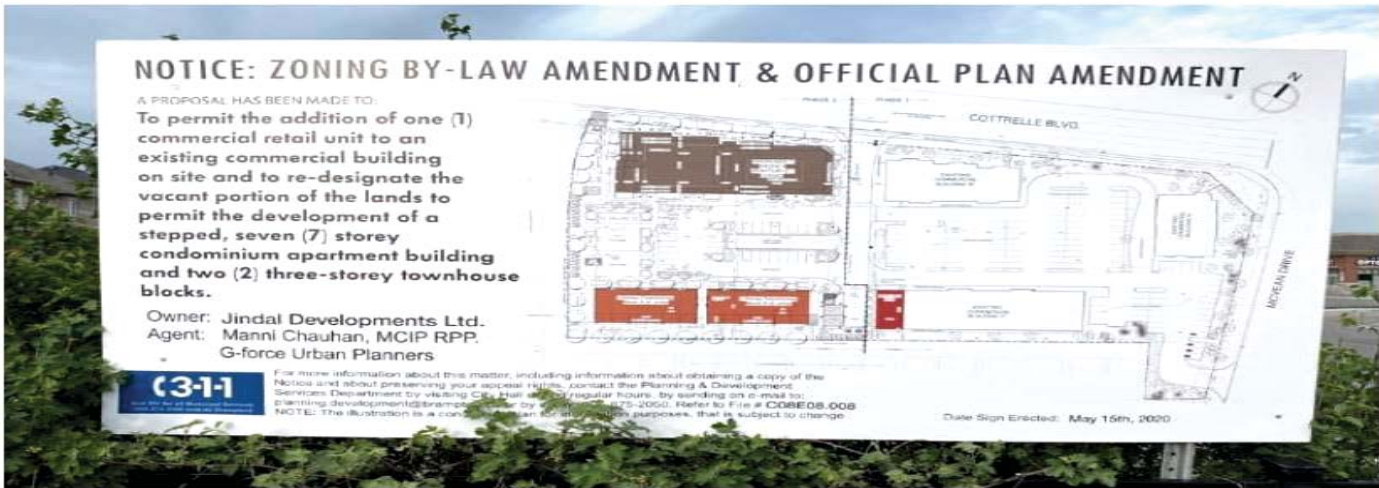 NOTICE: ZONING BY-LAW AMENDMENT & OFFICIAL PLAN AMENDMENT
A PROPOSAL HAS BEEN MADE TO:
To permit the addition of one (1)
commercial retail unit to an
existing commercial building
on site and to re-designate the
vacant portion of the lands to
permit the development of a
stepped, seven (7) storey
condominium apartment building
and two (2) three-storey townhouse
blocks.
Owner: Jindal Developments Ltd.
Agent: Manni Chauhan, MCIP RPP.
G-force Urban Planners
3-1-1
For more information about this matter, including information about obtaining a copy of the
Notice and about preserving your appeal rights, contact the Planning & Development
Services Department by visiting City Hall regular hours, by sending an e-mail to:
Refer to File # C08E08.008
NOTE: The illustration is a purposes, that is subject to change
Date Sign Erected: May 15th, 2020
N
COTTRELLE BLVD.
MCVEAN DRIVE